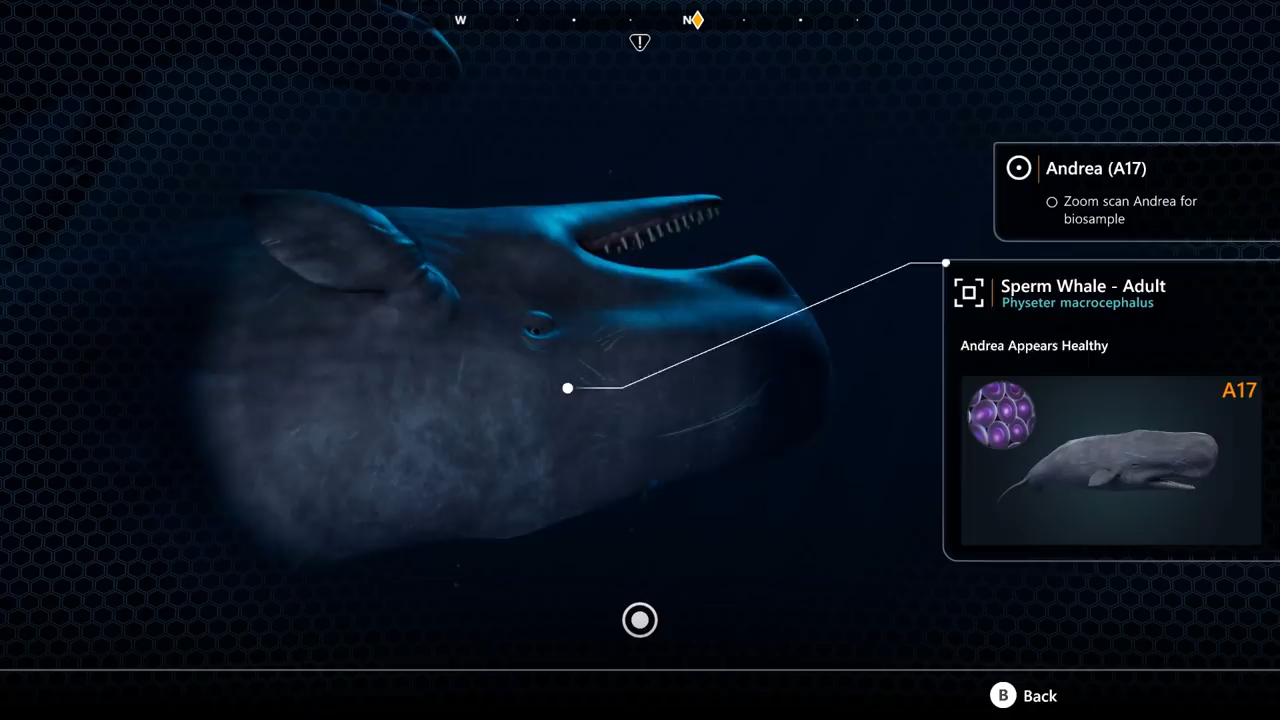 W
N
Andrea (A17)
Zoom scan Andrea for
biosample
Sperm Whale - Adult
Physeter macrocephalus
Andrea Appears Healthy
A17
B Back